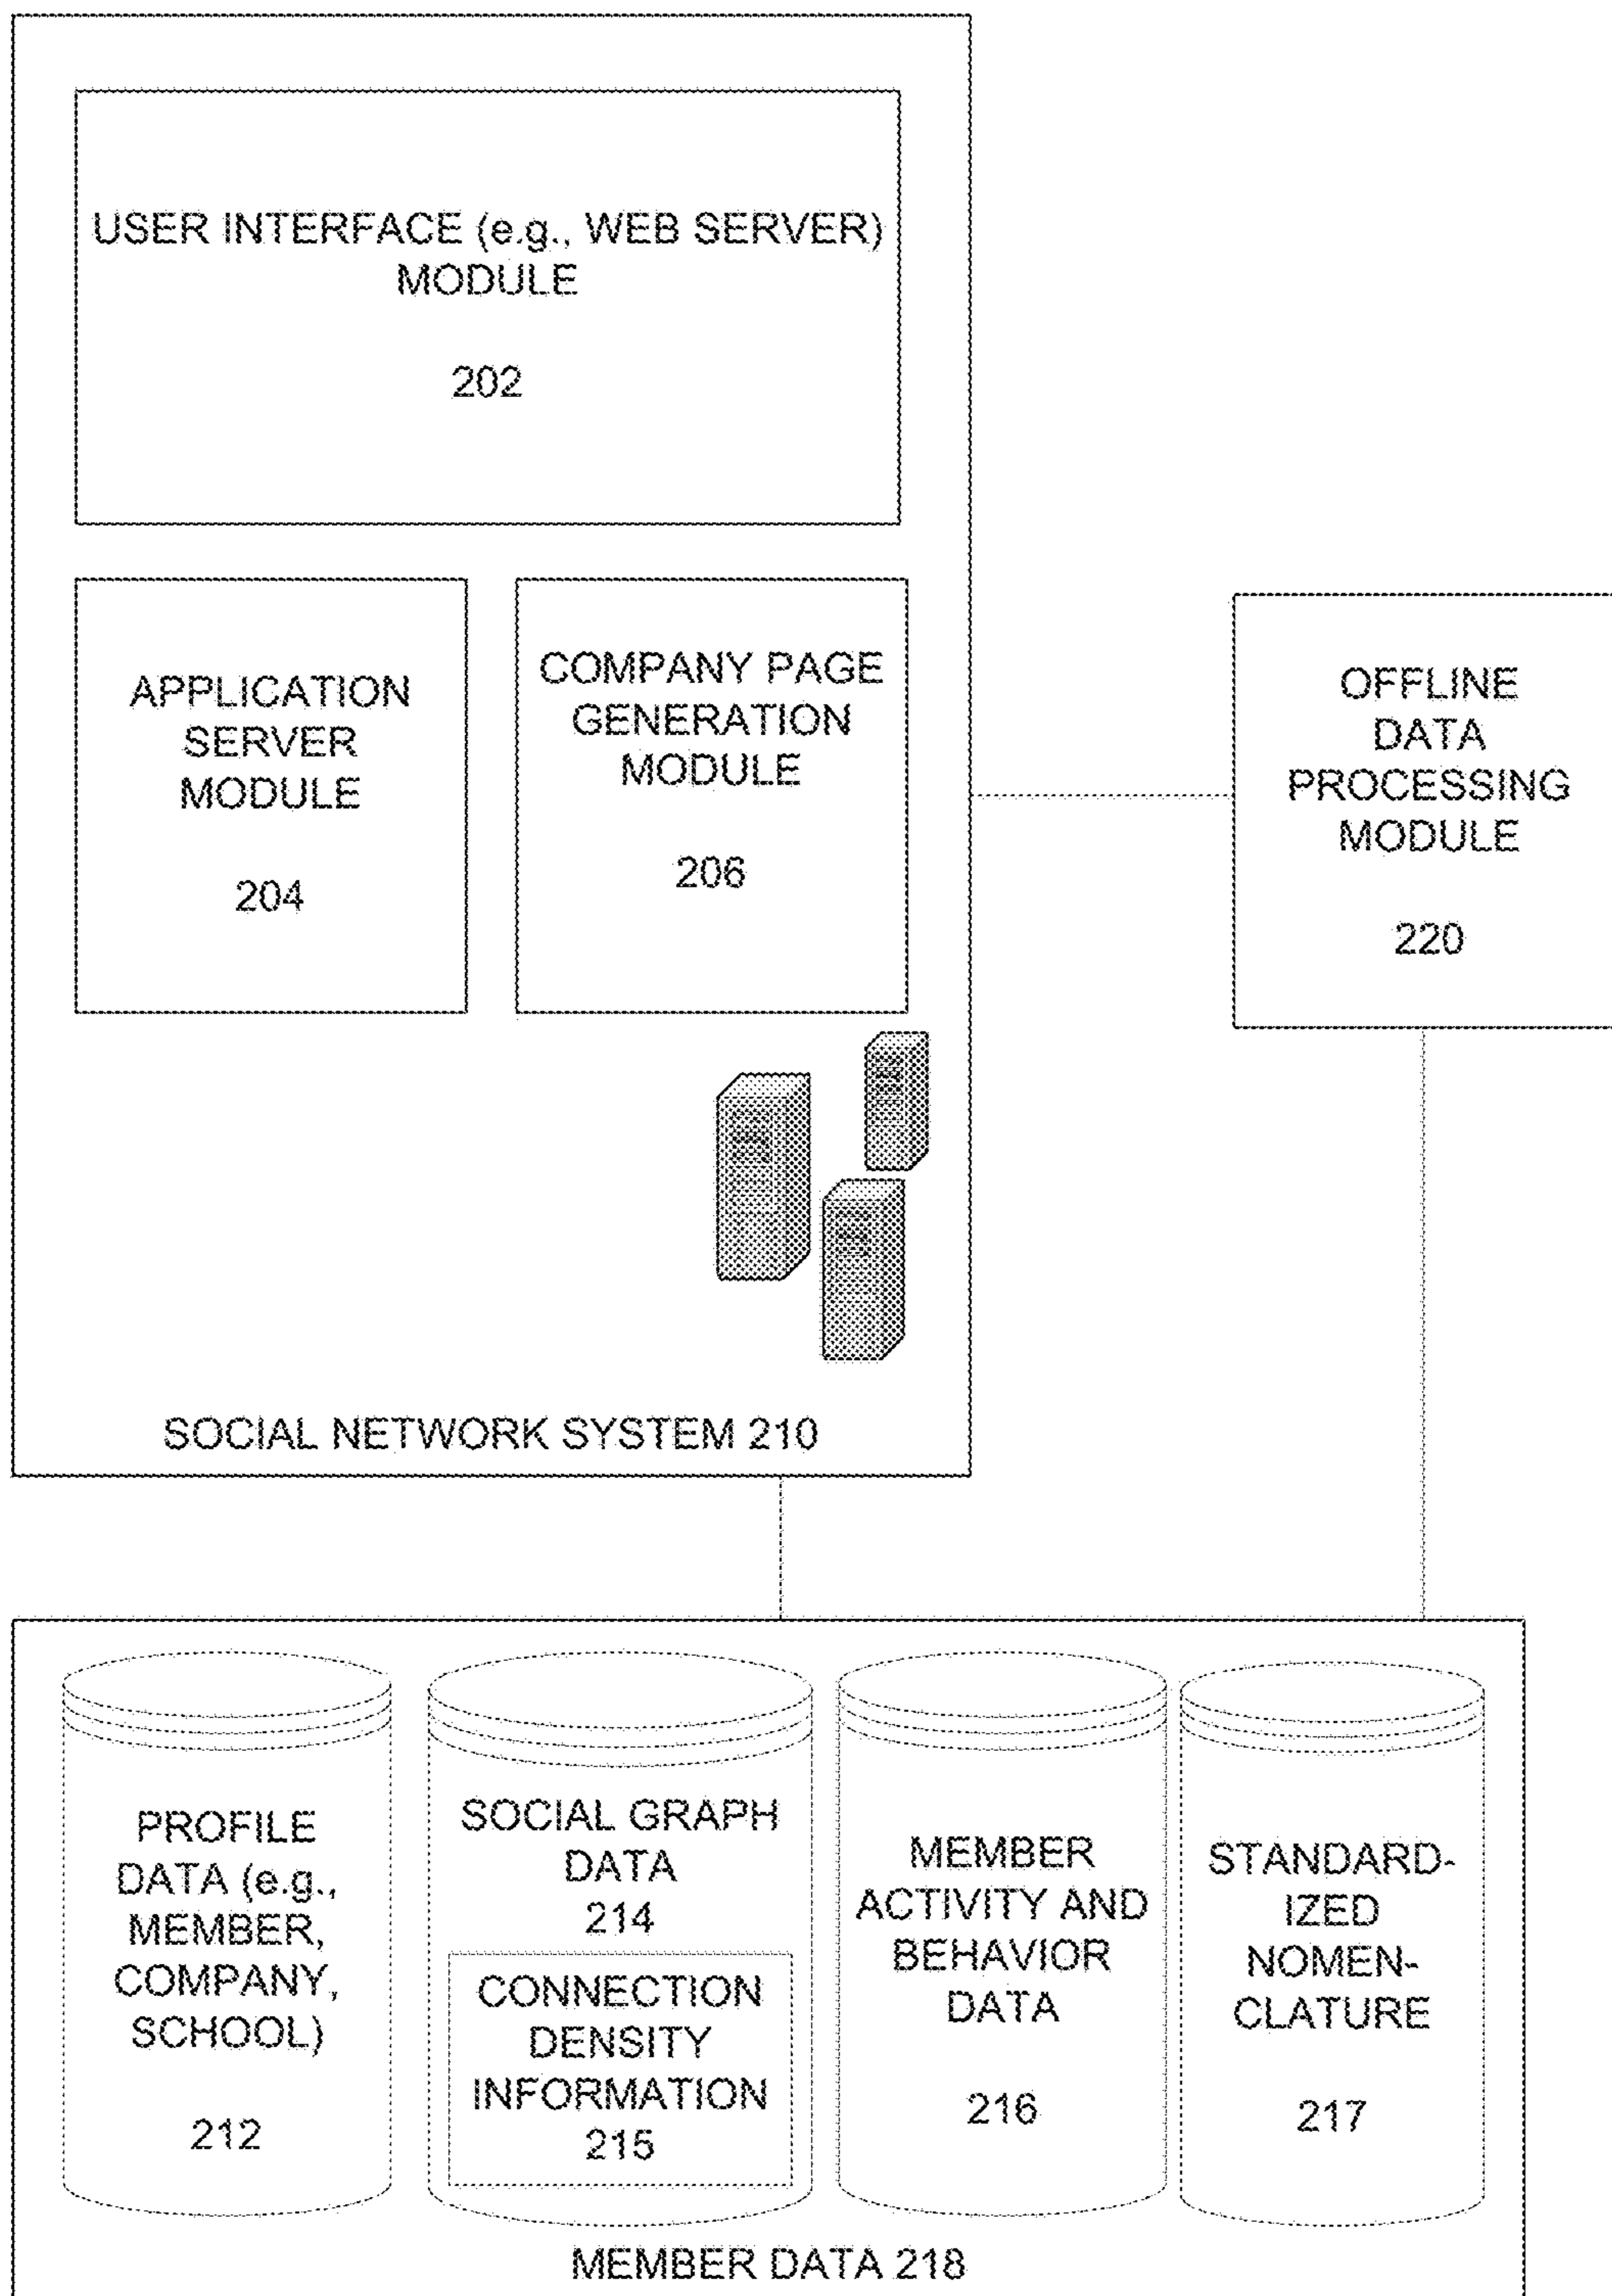 USER INTERFACE (e.g., WEB SERVER)
MODULE
202
APPLICATION
SERVER
MODULE
204
COMPANY PAGE
GENERATION
MODULE
206
OFFLINE
DATA
PROCESSING
MODULE
220
SOCIAL NETWORK SYSTEM 210
PROFILE
DATA (e.g.,
MEMBER,
COMPANY,
SCHOOL)
212
SOCIAL GRAPH
DATA
214
CONNECTION
DENSITY
INFORMATION
215
MEMBER
ACTIVITY AND
BEHAVIOR
DATA
216
STANDARD-
IZED
NOMEN-
CLATURE
217
MEMBER DATA 218